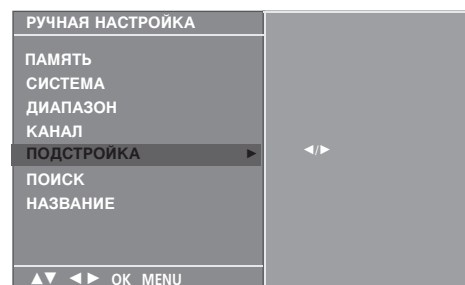 РУЧНАЯ НАСТРОЙКА
ПАМЯТЬ
СИСТЕМА
ДИАПАЗОН
КАНАЛ
ПОДСТРОЙКА ► ◄/►
ПОИСК
НАЗВАНИЕ
▲▼ ◄► OK MENU